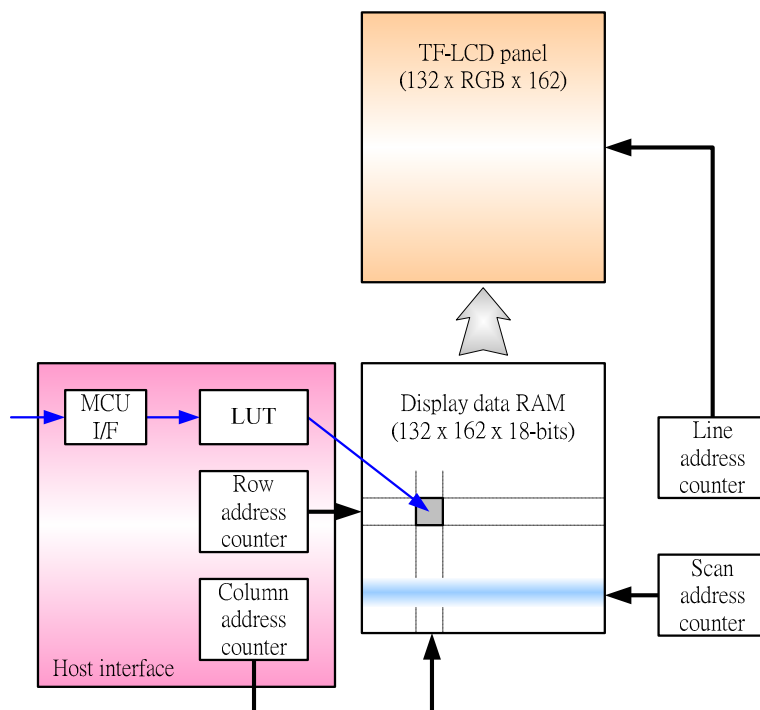 TF-LCD panel
(132 x RGB x 162)
MCU
I/F
LUT
Display data RAM
(132 x 162 x 18-bits)
Line
address
counter
Row
address
counter
Column
address
counter
Scan
address
counter
Host interface